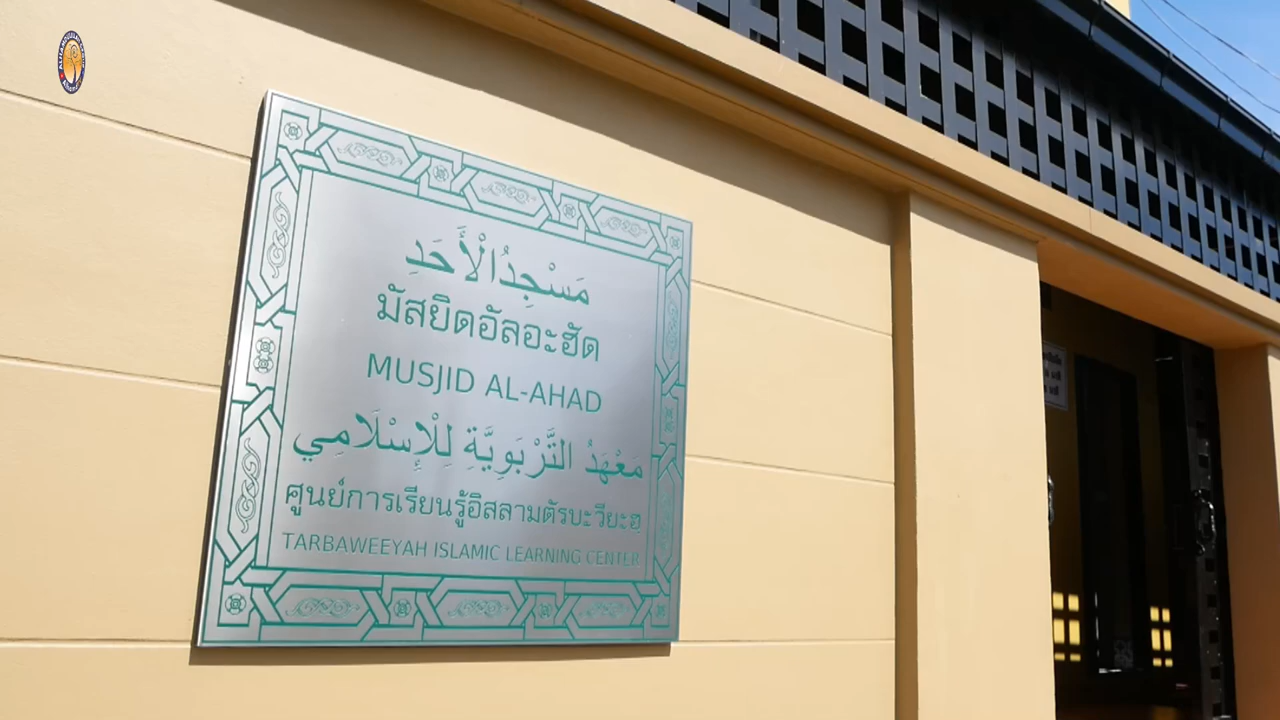 مَسْجِدُ الْأَحَدِ
มัสยิดอัลอะฮัด
MUSJID AL-AHAD
مَعْهَدُ التَّرْبَوِيَّةِ لِلْإِسْلَامِي
ศูนย์การเรียนรู้อิสลามตัรบะวียะฮฺ
TARBAWEEYAH ISLAMIC LEARNING CENTER